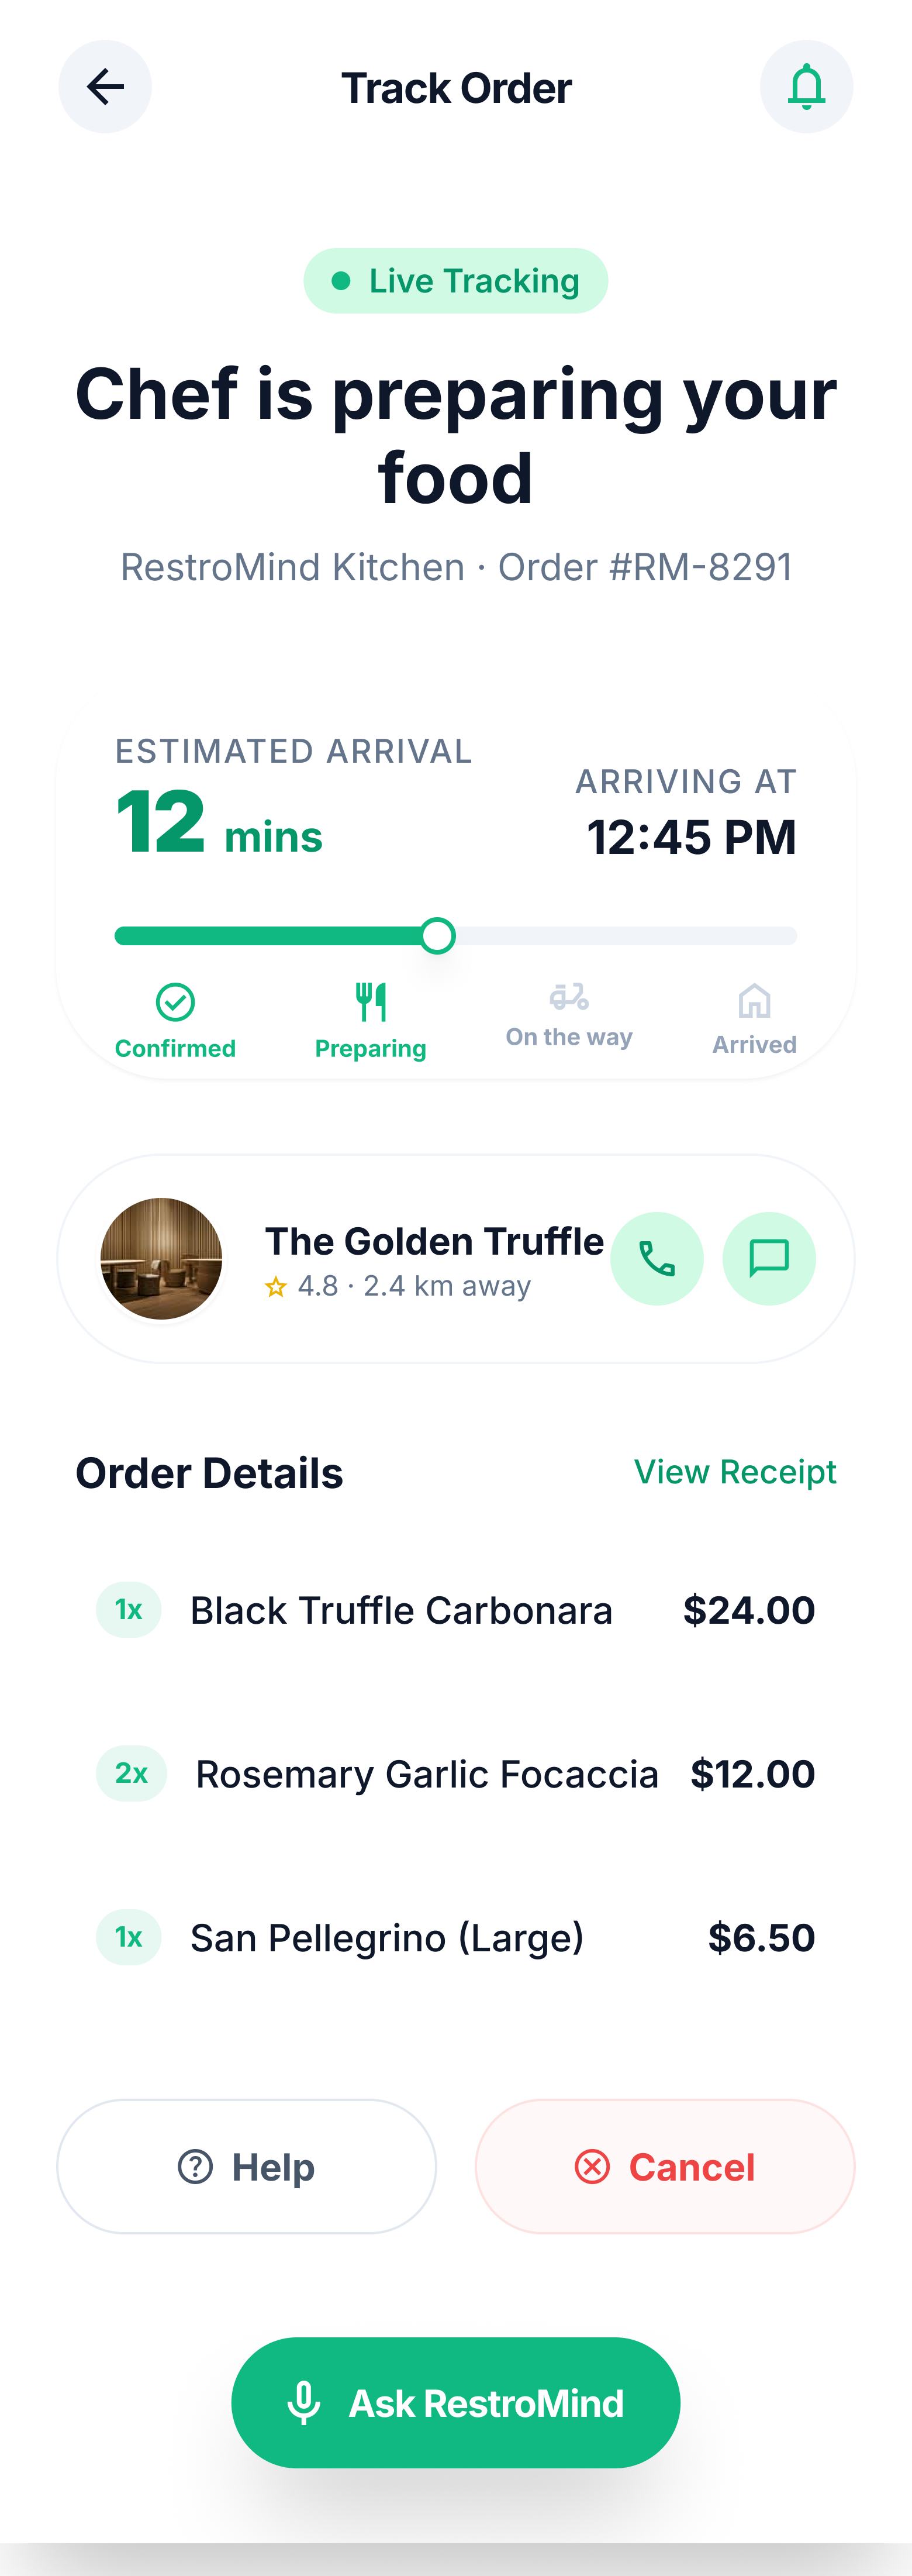 Track Order
Live Tracking
Chef is preparing your
food
RestroMind Kitchen · Order #RM-8291
ESTIMATED ARRIVAL
12 mins
ARRIVING AT
12:45 PM
Confirmed
Preparing
On the way
Arrived
The Golden Truffle
4.8 · 2.4 km away
Order Details
View Receipt
1x Black Truffle Carbonara $24.00
2x Rosemary Garlic Focaccia $12.00
1x San Pellegrino (Large) $6.50
Help
Cancel
Ask RestroMind